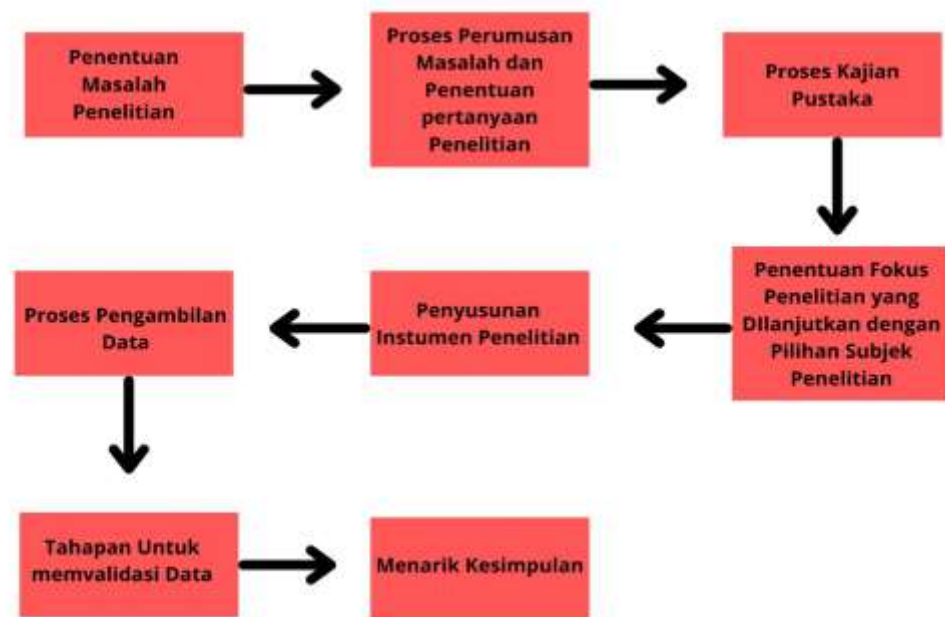 Penentuan
Masalah
Penelitian
Proses Perumusan
Masalah dan
Penentuan
pertanyaan
Penelitian
Proses Kajian
Pustaka
Penentuan Fokus
Penelitian yang
DIlanjutkan dengan
Pilihan Subjek
Penelitian
Penyusunan
Instumen Penelitian
Proses Pengambilan
Data
Tahapan Untuk
memvalidasi Data
Menarik Kesimpulan